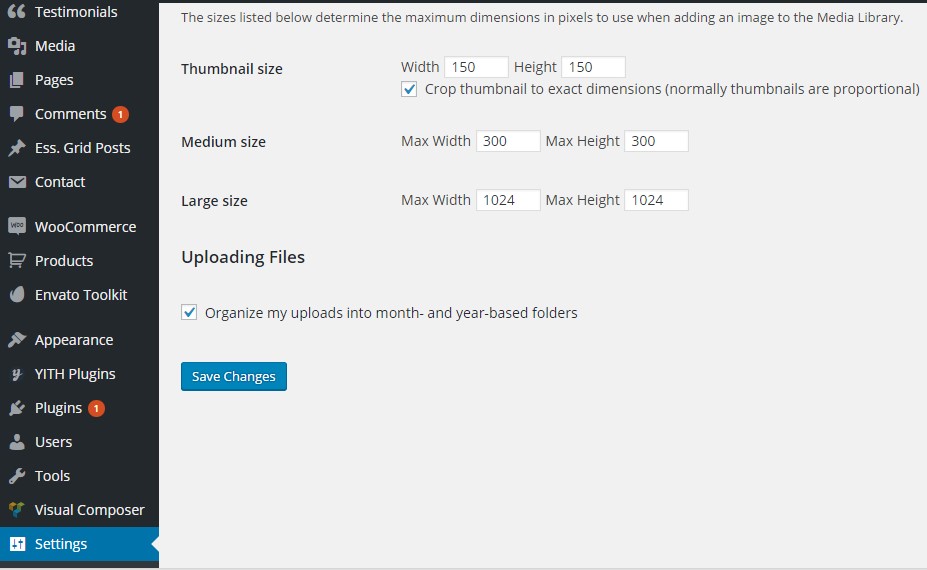 Testimonials
Media
Pages
Comments 1
Ess. Grid Posts
Contact
WOO WooCommerce
Products
Envato Toolkit
Appearance
YITH Plugins
Plugins 1
Users
Tools
Visual Composer
Settings
The sizes listed below determine the maximum dimensions in pixels to use when adding an image to the Media Library.
Thumbnail size Width 150 Height 150
Crop thumbnail to exact dimensions (normally thumbnails are proportional)
Medium size Max Width 300 Max Height 300
Large size Max Width 1024 Max Height 1024
Uploading Files
Organize my uploads into month- and year-based folders
Save Changes